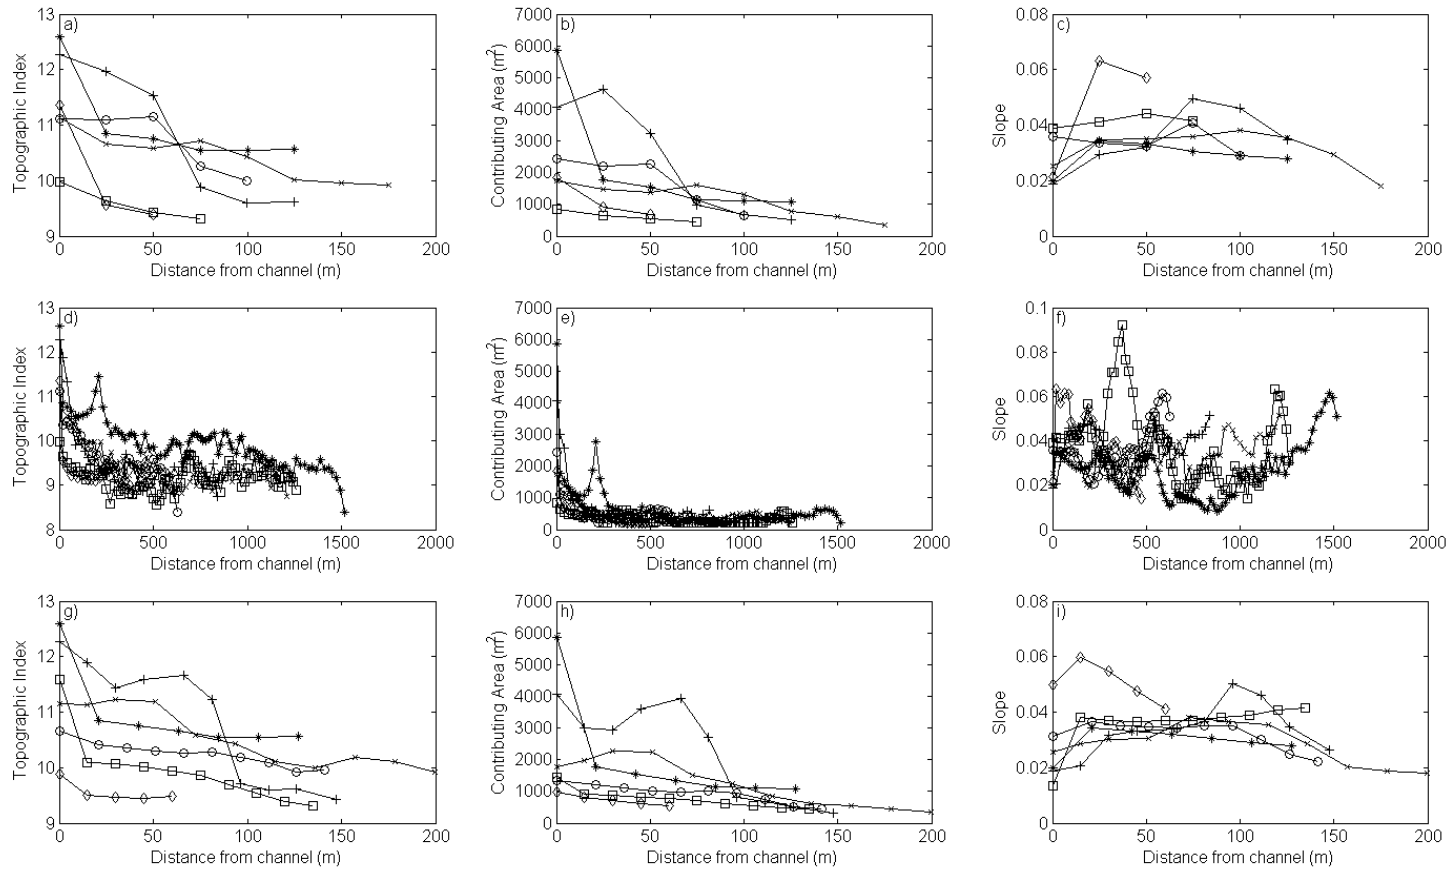 a)
13
12
11
10
9
Topographic Index
0 50 100 150 200
Distance from channel (m)
b)
7000
6000
5000
4000
3000
2000
1000
0
Contributing Area (m²)
0 50 100 150 200
Distance from channel (m)
c)
0.08
0.06
0.04
0.02
0
Slope
0 50 100 150 200
Distance from channel (m)
d)
13
12
11
10
9
8
Topographic Index
0 500 1000 1500 2000
Distance from channel (m)
e)
7000
6000
5000
4000
3000
2000
1000
0
Contributing Area (m²)
0 500 1000 1500 2000
Distance from channel (m)
f)
0.1
0.08
0.06
0.04
0.02
0
Slope
0 500 1000 1500 2000
Distance from channel (m)
g)
13
12
11
10
9
Topographic Index
0 50 100 150 200
Distance from channel (m)
h)
7000
6000
5000
4000
3000
2000
1000
0
Contributing Area (m²)
0 50 100 150 200
Distance from channel (m)
i)
0.08
0.06
0.04
0.02
0
Slope
0 50 100 150 200
Distance from channel (m)